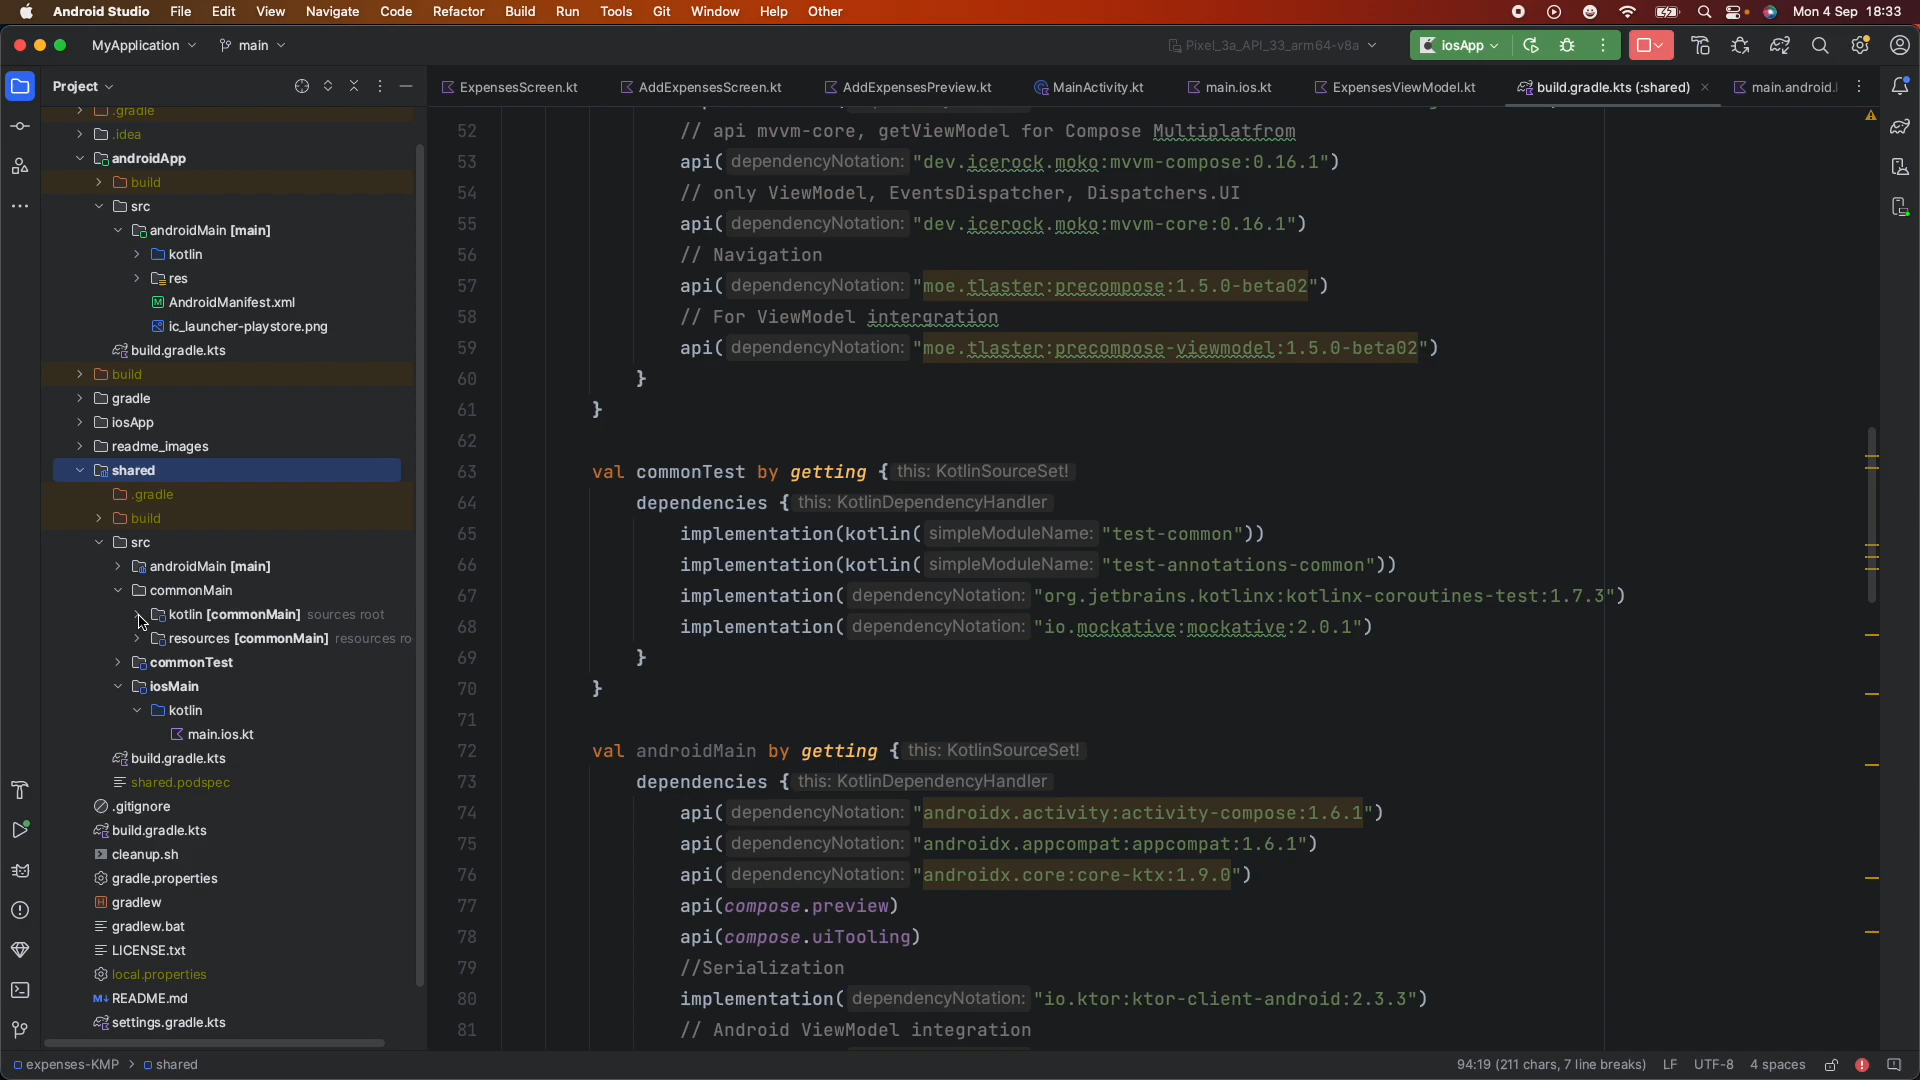 Android Studio File Edit View Navigate Code Refactor Build Run Tools Git Window Help Other Mon 4 Sep 18:33
MyApplication main Pixel_3a_API_33_arm64-v8a iosApp
Project
ExpensesScreen.kt AddExpensesScreen.kt AddExpensesPreview.kt MainActivity.kt main.ios.kt ExpensesViewModel.kt build.gradle.kts (:shared) main.android.
.gradle
.idea
androidApp
build
src
androidMain [main]
kotlin
res
AndroidManifest.xml
ic_launcher-playstore.png
build.gradle.kts
build
gradle
iosApp
readme_images
shared
.gradle
build
src
androidMain [main]
commonMain
kotlin [commonMain] sources root
resources [commonMain] resources ro
commonTest
iosMain
kotlin
main.ios.kt
build.gradle.kts
shared.podspec
.gitignore
build.gradle.kts
cleanup.sh
gradle.properties
gradlew
gradlew.bat
LICENSE.txt
local.properties
README.md
settings.gradle.kts
52 // api mvvm-core, getViewModel for Compose Multiplatfrom
53 api( dependencyNotation: "dev.icerock.moko:mvvm-compose:0.16.1")
54 // only ViewModel, EventsDispatcher, Dispatchers.UI
55 api( dependencyNotation: "dev.icerock.moko:mvvm-core:0.16.1")
56 // Navigation
57 api( dependencyNotation: "moe.tlaster:precompose:1.5.0-beta02")
58 // For ViewModel intergration
59 api( dependencyNotation: "moe.tlaster:precompose-viewmodel:1.5.0-beta02")
60 }
61 }
62
63 val commonTest by getting { this: KotlinSourceSet!
64 dependencies { this: KotlinDependencyHandler
65 implementation(kotlin( simpleModuleName: "test-common"))
66 implementation(kotlin( simpleModuleName: "test-annotations-common"))
67 implementation( dependencyNotation: "org.jetbrains.kotlinx:kotlinx-coroutines-test:1.7.3")
68 implementation( dependencyNotation: "io.mockative:mockative:2.0.1")
69 }
70 }
71
72 val androidMain by getting { this: KotlinSourceSet!
73 dependencies { this: KotlinDependencyHandler
74 api( dependencyNotation: "androidx.activity:activity-compose:1.6.1")
75 api( dependencyNotation: "androidx.appcompat:appcompat:1.6.1")
76 api( dependencyNotation: "androidx.core:core-ktx:1.9.0")
77 api(compose.preview)
78 api(compose.uiTooling)
79 //Serialization
80 implementation( dependencyNotation: "io.ktor:ktor-client-android:2.3.3")
81 // Android ViewModel integration
expenses-KMP > shared 94:19 (211 chars, 7 line breaks) LF UTF-8 4 spaces